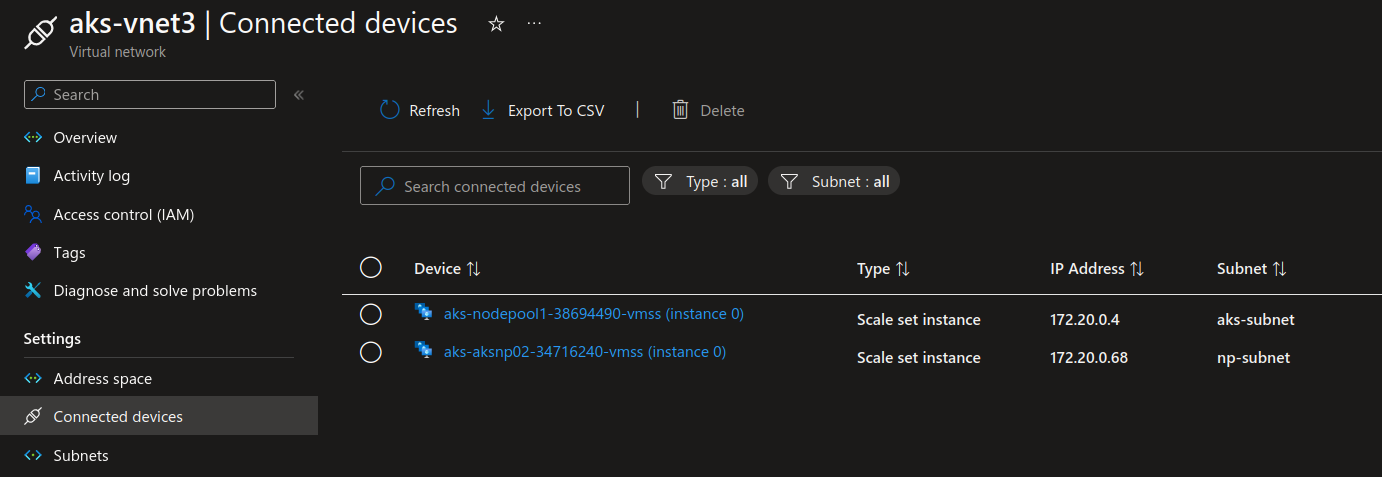 aks-vnet3 | Connected devices ☆ ...
Virtual network
Search «
Overview
Activity log
Access control (IAM)
Tags
Diagnose and solve problems
Settings
Address space
Connected devices
Subnets
Refresh Export To CSV | Delete
Search connected devices Type : all Subnet : all
Device ↑↓ Type ↑↓ IP Address ↑↓ Subnet ↑↓
aks-nodepool1-38694490-vmss (instance 0) Scale set instance 172.20.0.4 aks-subnet
aks-aksnp02-34716240-vmss (instance 0) Scale set instance 172.20.0.68 np-subnet